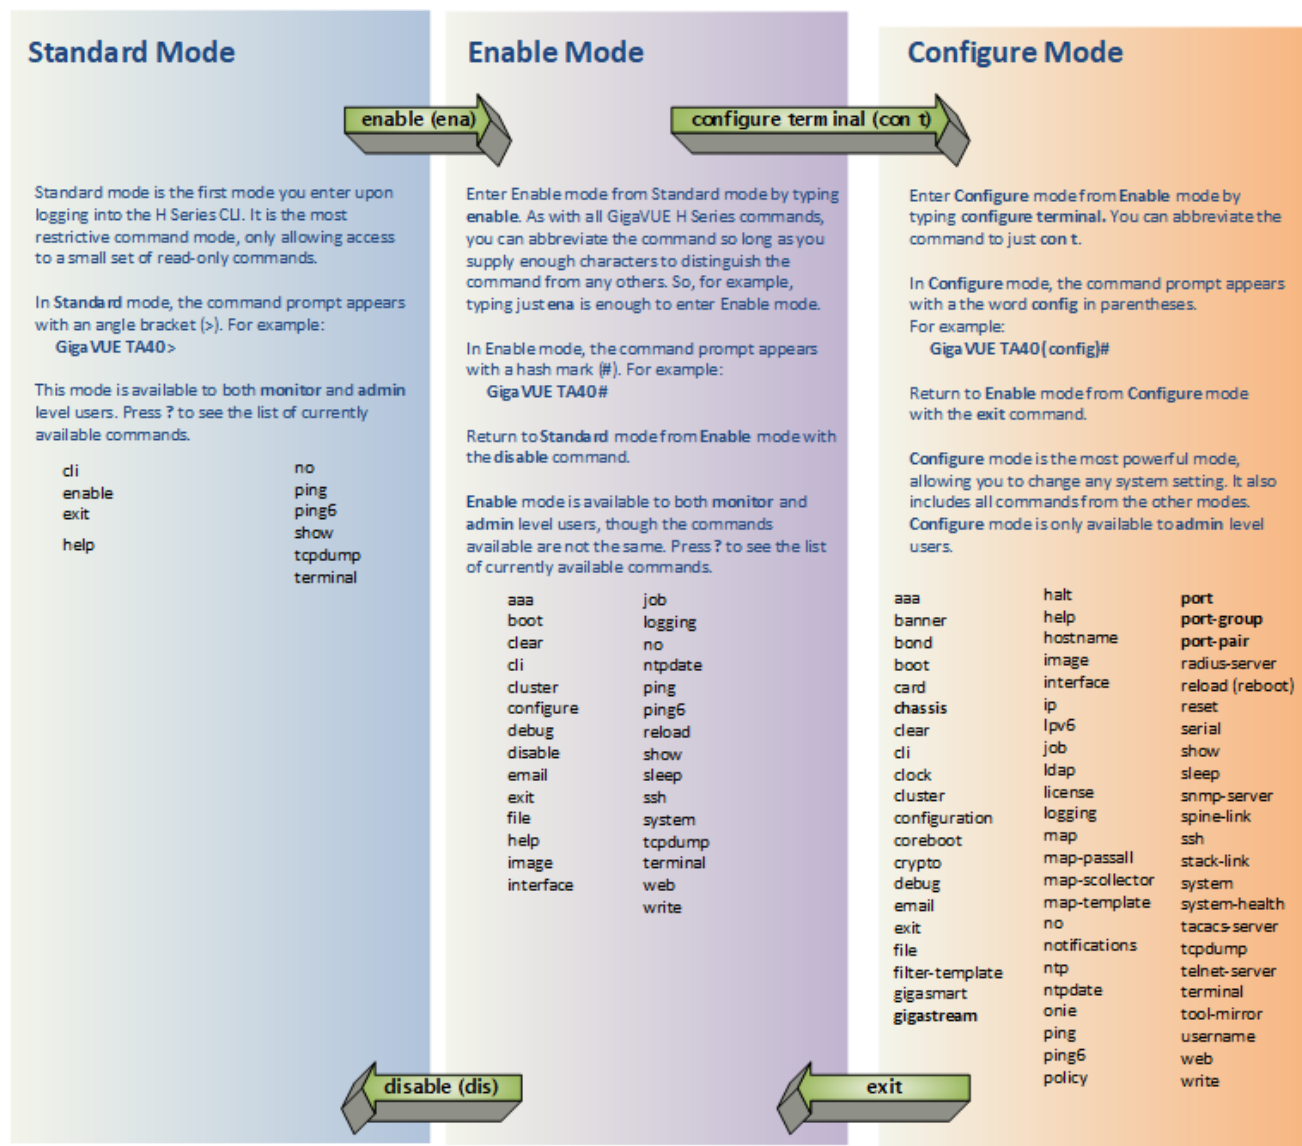 Standard Mode
enable (ena)
Standard mode is the first mode you enter upon
logging into the H Series CLI. It is the most
restrictive command mode, only allowing access
to a small set of read-only commands.
In Standard mode, the command prompt appears
with an angle bracket (>). For example:
GigaVUE TA40>
This mode is available to both monitor and admin
level users. Press ? to see the list of currently
available commands.
cli
enable
exit
help
no
ping
ping6
show
tcpdump
terminal
disable (dis)
Enable Mode
configure terminal (con t)
Enter Enable mode from Standard mode by typing
enable. As with all GigaVUE H Series commands,
you can abbreviate the command so long as you
supply enough characters to distinguish the
command from any others. So, for example,
typing just ena is enough to enter Enable mode.
In Enable mode, the command prompt appears
with a hash mark (#). For example:
GigaVUE TA40#
Return to Standard mode from Enable mode with
the disable command.
Enable mode is available to both monitor and
admin level users, though the commands
available are not the same. Press ? to see the list
of currently available commands.
aaa
boot
clear
cli
cluster
configure
debug
disable
email
exit
file
help
image
interface
job
logging
no
ntpdate
ping
ping6
reload
show
sleep
ssh
system
tcpdump
terminal
web
write
exit
Configure Mode
Enter Configure mode from Enable mode by
typing configure terminal. You can abbreviate the
command to just con t.
In Configure mode, the command prompt appears
with a the word config in parentheses.
For example:
GigaVUE TA40(config)#
Return to Enable mode from Configure mode
with the exit command.
Configure mode is the most powerful mode,
allowing you to change any system setting. It also
includes all commands from the other modes.
Configure mode is only available to admin level
users.
aaa
banner
bond
boot
card
chassis
clear
cli
clock
cluster
configuration
coreboot
crypto
debug
email
exit
file
filter-template
gigasmart
gigastream
halt
help
hostname
image
interface
ip
Ipv6
job
ldap
license
logging
map
map-passall
map-scollector
map-template
no
notifications
ntp
ntpdate
onie
ping
ping6
policy
port
port-group
port-pair
radius-server
reload (reboot)
reset
serial
show
sleep
snmp-server
spine-link
ssh
stack-link
system
system-health
tacacs-server
tcpdump
telnet-server
terminal
tool-mirror
username
web
write